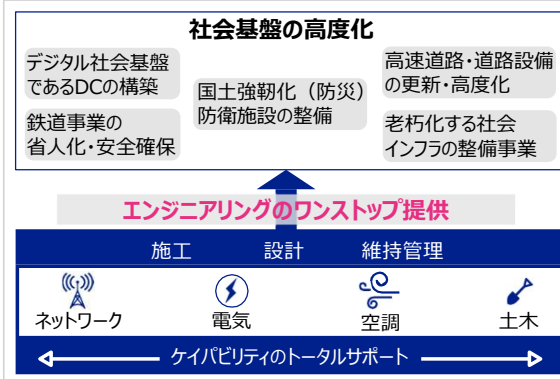 社会基盤の高度化
デジタル社会基盤
であるDCの構築
国土強靭化（防災）
防衛施設の整備
高速道路・道路設備
の更新・高度化
鉄道事業の
省人化・安全確保
老朽化する社会
インフラの整備事業
エンジニアリングのワンストップ提供
施工 設計 維持管理
ネットワーク 電気 空調 土木
ケイパビリティのトータルサポート